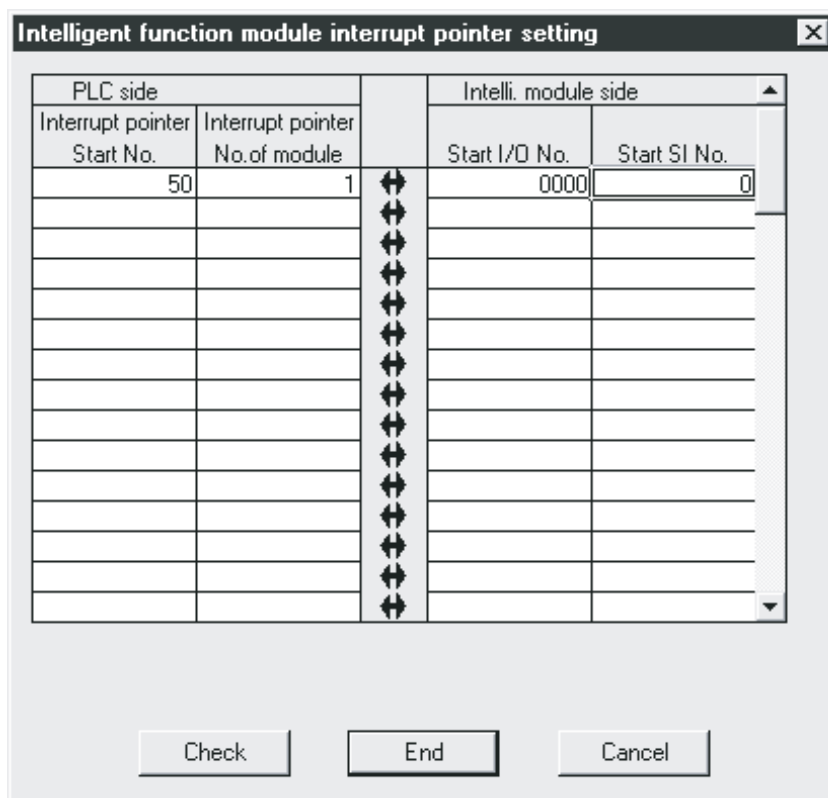 Intelligent function module interrupt pointer setting
PLC side
Intelli. module side
Interrupt pointer Start No.
Interrupt pointer No.of module
Start I/O No.
Start SI No.
50
1
0000
0
Check
End
Cancel